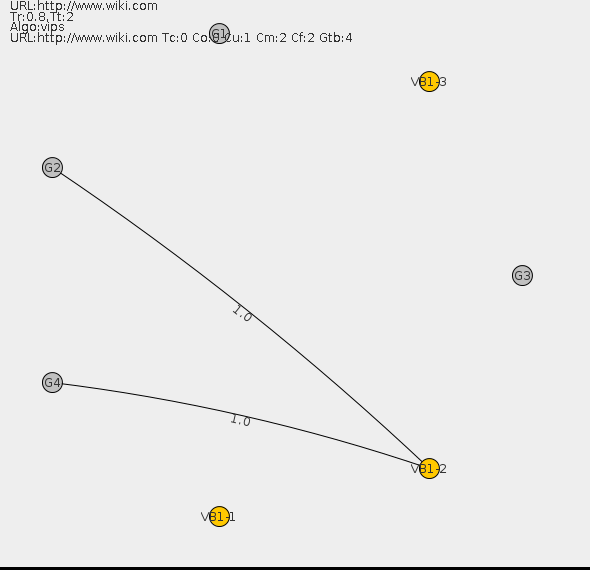 URL:http://www.wiki.com
Tr:0.8,Tt:2
Algo:vips
G1
URL:http://www.wiki.com Tc:0 Co:0 Cu:1 Cm:2 Cf:2 Gtb:4
VB1-3
G2
G3
1.0
G4
1.0
VB1-2
VB1-1